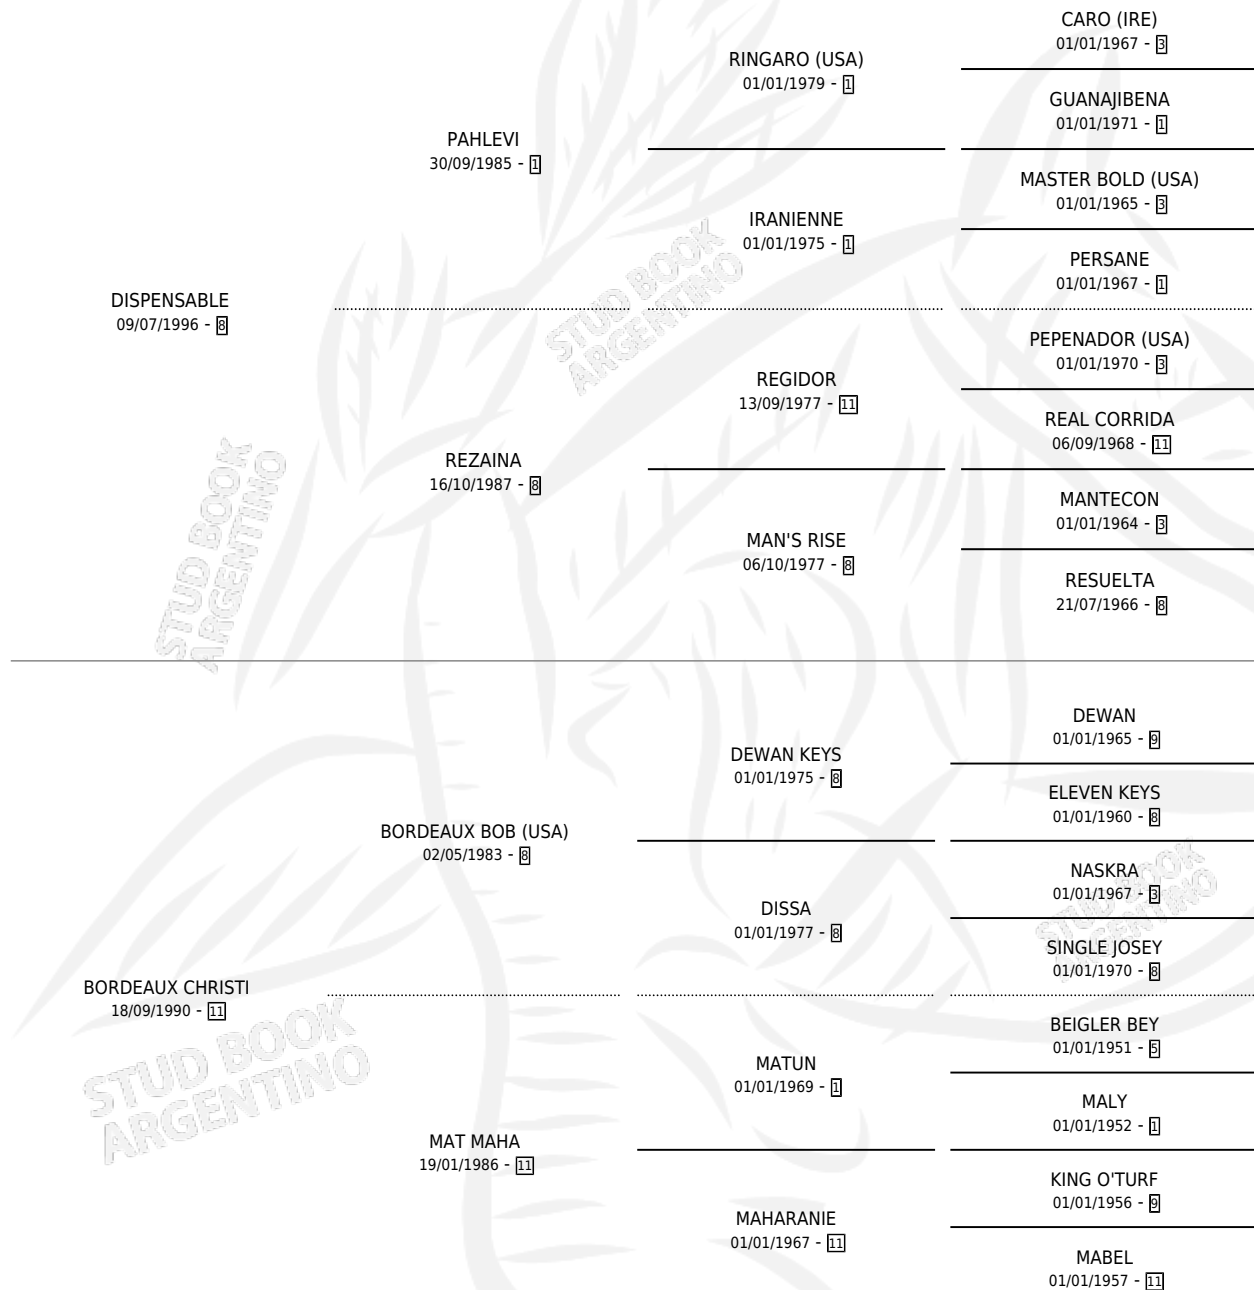 CARO (IRE)
01/01/1967 - 3
RINGARO (USA)
01/01/1979 - 1
GUANAJIBENA
01/01/1971 - 1
PAHLEVI
30/09/1985 - 1
MASTER BOLD (USA)
01/01/1965 - 3
IRANIENNE
01/01/1975 - 1
PERSANE
01/01/1967 - 1
DISPENSABLE
09/07/1996 - 8
PEPENADOR (USA)
01/01/1970 - 3
REGIDOR
13/09/1977 - 11
REAL CORRIDA
06/09/1968 - 11
REZAINA
16/10/1987 - 8
MANTECON
01/01/1964 - 3
MAN'S RISE
06/10/1977 - 8
RESUELTA
21/07/1966 - 8
DEWAN
01/01/1965 - 9
DEWAN KEYS
01/01/1975 - 8
ELEVEN KEYS
01/01/1960 - 8
BORDEAUX BOB (USA)
02/05/1983 - 8
NASKRA
01/01/1967 - 3
DISSA
01/01/1977 - 8
SINGLE JOSEY
01/01/1970 - 8
BORDEAUX CHRISTI
18/09/1990 - 11
BEIGLER BEY
01/01/1951 - 5
MATUN
01/01/1969 - 1
MALY
01/01/1952 - 1
MAT MAHA
19/01/1986 - 11
KING O'TURF
01/01/1956 - 9
MAHARANIE
01/01/1967 - 11
MABEL
01/01/1957 - 11
STUD BOOK
ARGENTINO
STUD BOOK
ARGENTINO
STUD BOOK
ARGENTINO
STUD BOOK
ARGENTINO